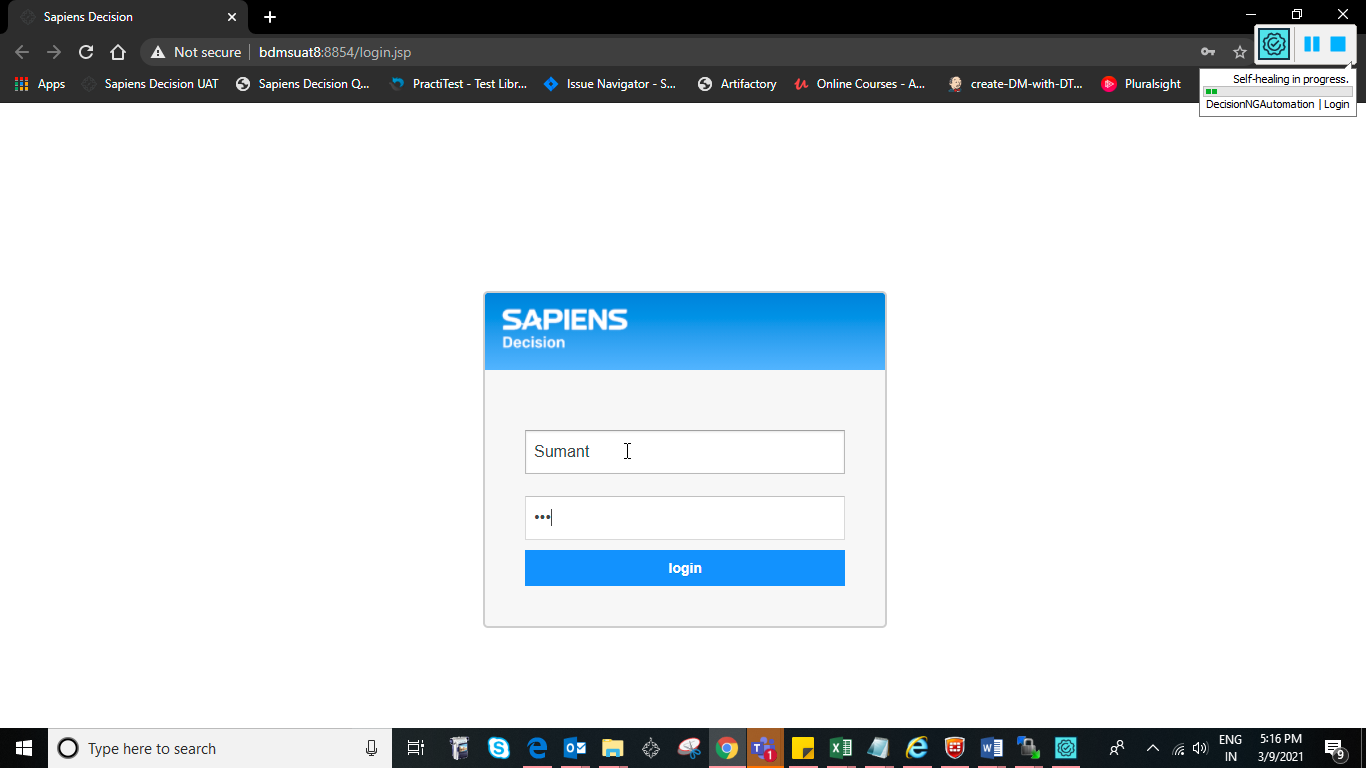 Sapiens Decision
Not secure
bdmsuat8:8854/login.jsp
Apps
Sapiens Decision UAT
Sapiens Decision Q...
PractiTest - Test Libr...
Issue Navigator - S...
Artifactory
Online Courses - A...
create-DM-with-DT...
Pluralsight
Self-healing in progress.
DecisionNGAutomation | Login
SAPIENS
Decision
Sumant
•••
login
Type here to search
1
ENG
IN
5:16 PM
3/9/2021
9